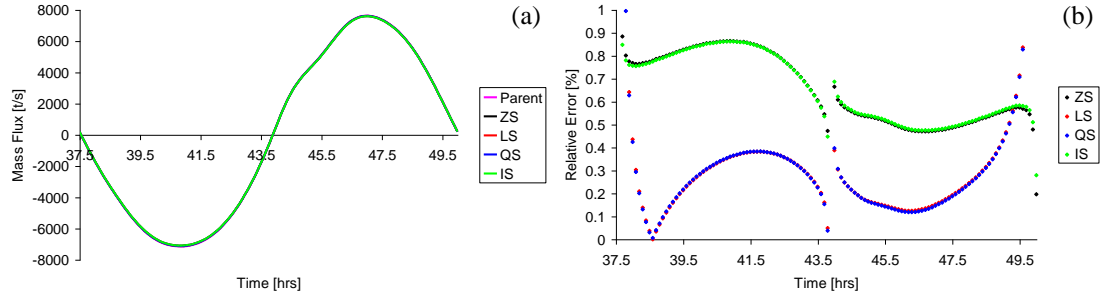 (a)
8000
6000
4000
2000
0
-2000
-4000
-6000
-8000
37.5 39.5 41.5 43.5 45.5 47.5 49.5
Mass Flux [t/s]
Time [hrs]
Parent
ZS
LS
QS
IS
(b)
1
0.9
0.8
0.7
0.6
0.5
0.4
0.3
0.2
0.1
0
37.5 39.5 41.5 43.5 45.5 47.5 49.5
Relative Error [%]
Time [hrs]
ZS
LS
QS
IS